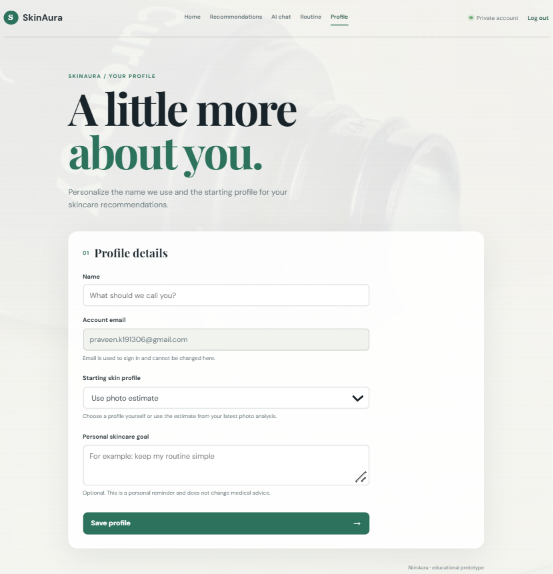 S SkinAura
Home Recommendations AI chat Routine Profile
Private account Log out
SKINAURA / YOUR PROFILE
A little more
about you.
Personalize the name we use and the starting profile for your
skincare recommendations.
01 Profile details
Name
What should we call you?
Account email
praveen.k191306@gmail.com
Email is used to sign in and cannot be changed here.
Starting skin profile
Use photo estimate
Choose a profile yourself or use the estimate from your latest photo analysis.
Personal skincare goal
For example: keep my routine simple
Optional. This is a personal reminder and does not change medical advice.
Save profile →
SkinAura · educational prototype